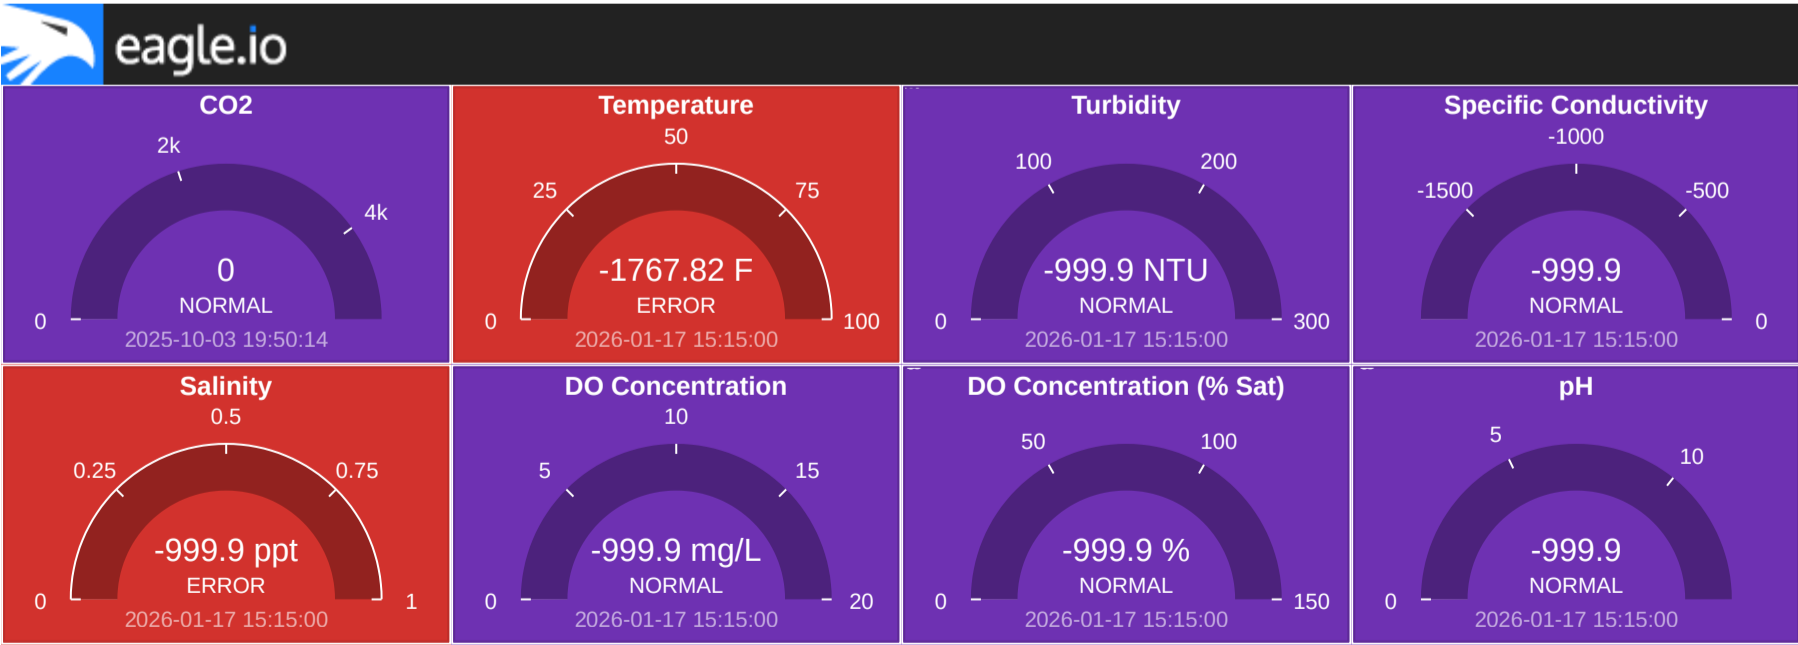 eagle.io
CO2
2k
4k
0
0
NORMAL
2025-10-03 19:50:14
Temperature
50
25
75
0
100
-1767.82 F
ERROR
2026-01-17 15:15:00
Turbidity
100
200
0
300
-999.9 NTU
NORMAL
2026-01-17 15:15:00
Specific Conductivity
-1000
-1500
-500
0
-999.9
NORMAL
2026-01-17 15:15:00
Salinity
0.5
0.25
0.75
0
1
-999.9 ppt
ERROR
2026-01-17 15:15:00
DO Concentration
10
5
15
0
20
-999.9 mg/L
NORMAL
2026-01-17 15:15:00
DO Concentration (% Sat)
50
100
0
150
-999.9 %
NORMAL
2026-01-17 15:15:00
pH
5
10
0
-999.9
NORMAL
2026-01-17 15:15:00